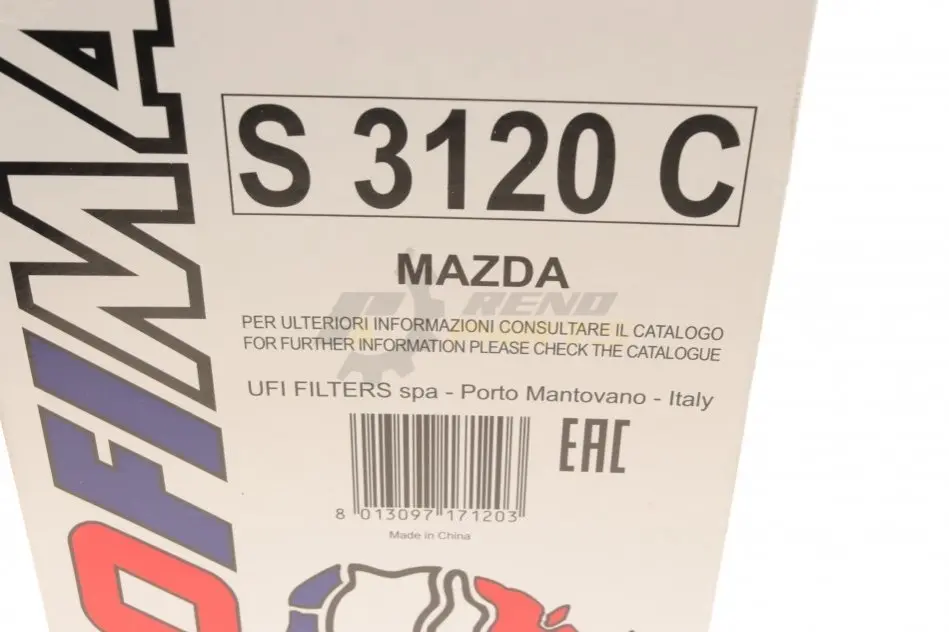 OFIMA
S 3120 C
MAZDA
RENO
PER ULTERIORI INFORMAZIONI CONSULTARE IL CATALOGO
FOR FURTHER INFORMATION PLEASE CHECK THE CATALOGUE
UFI FILTERS spa - Porto Mantovano - Italy
EAC
8 013097 171203
Made in China